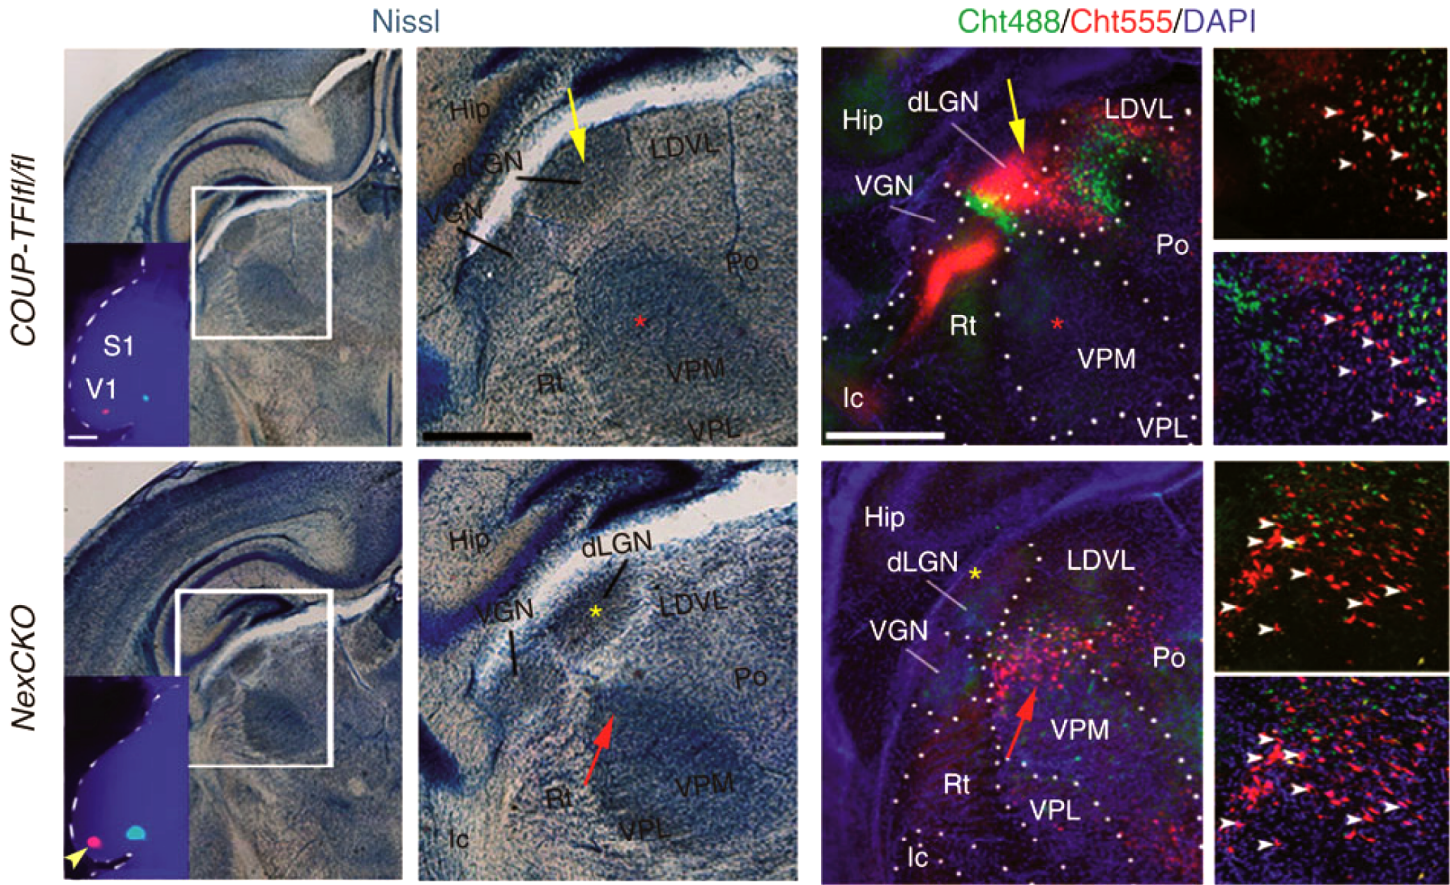 Nissl
Cht488/Cht555/DAPI
COUP-TFIfl/fl
S1
V1
Hip
dLGN
LDVL
VGN
Po
Rt
VPM
VPL
Hip
dLGN
LDVL
VGN
Po
Rt
VPM
Ic
VPL
NexCKO
Hip
dLGN
VGN
LDVL
Po
Rt
VPM
VPL
Ic
Hip
dLGN
LDVL
VGN
Po
VPM
Rt
VPL
Ic